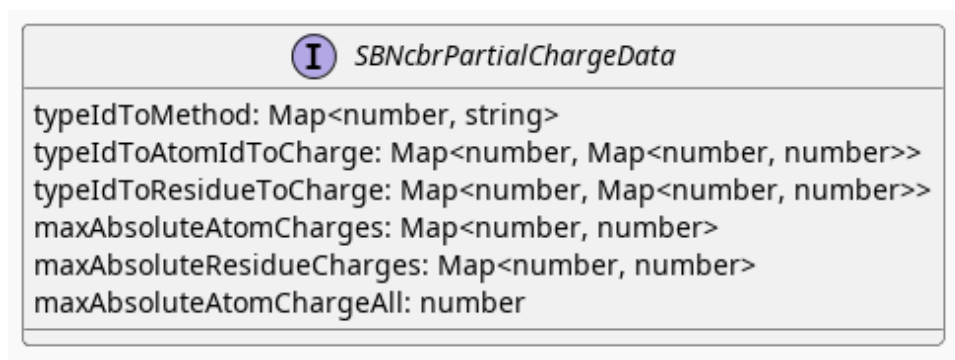 I SBNcbrPartialChargeData
typeIdToMethod: Map<number, string>
typeIdToAtomIdToCharge: Map<number, Map<number, number>>
typeIdToResidueToCharge: Map<number, Map<number, number>>
maxAbsoluteAtomCharges: Map<number, number>
maxAbsoluteResidueCharges: Map<number, number>
maxAbsoluteAtomChargeAll: number